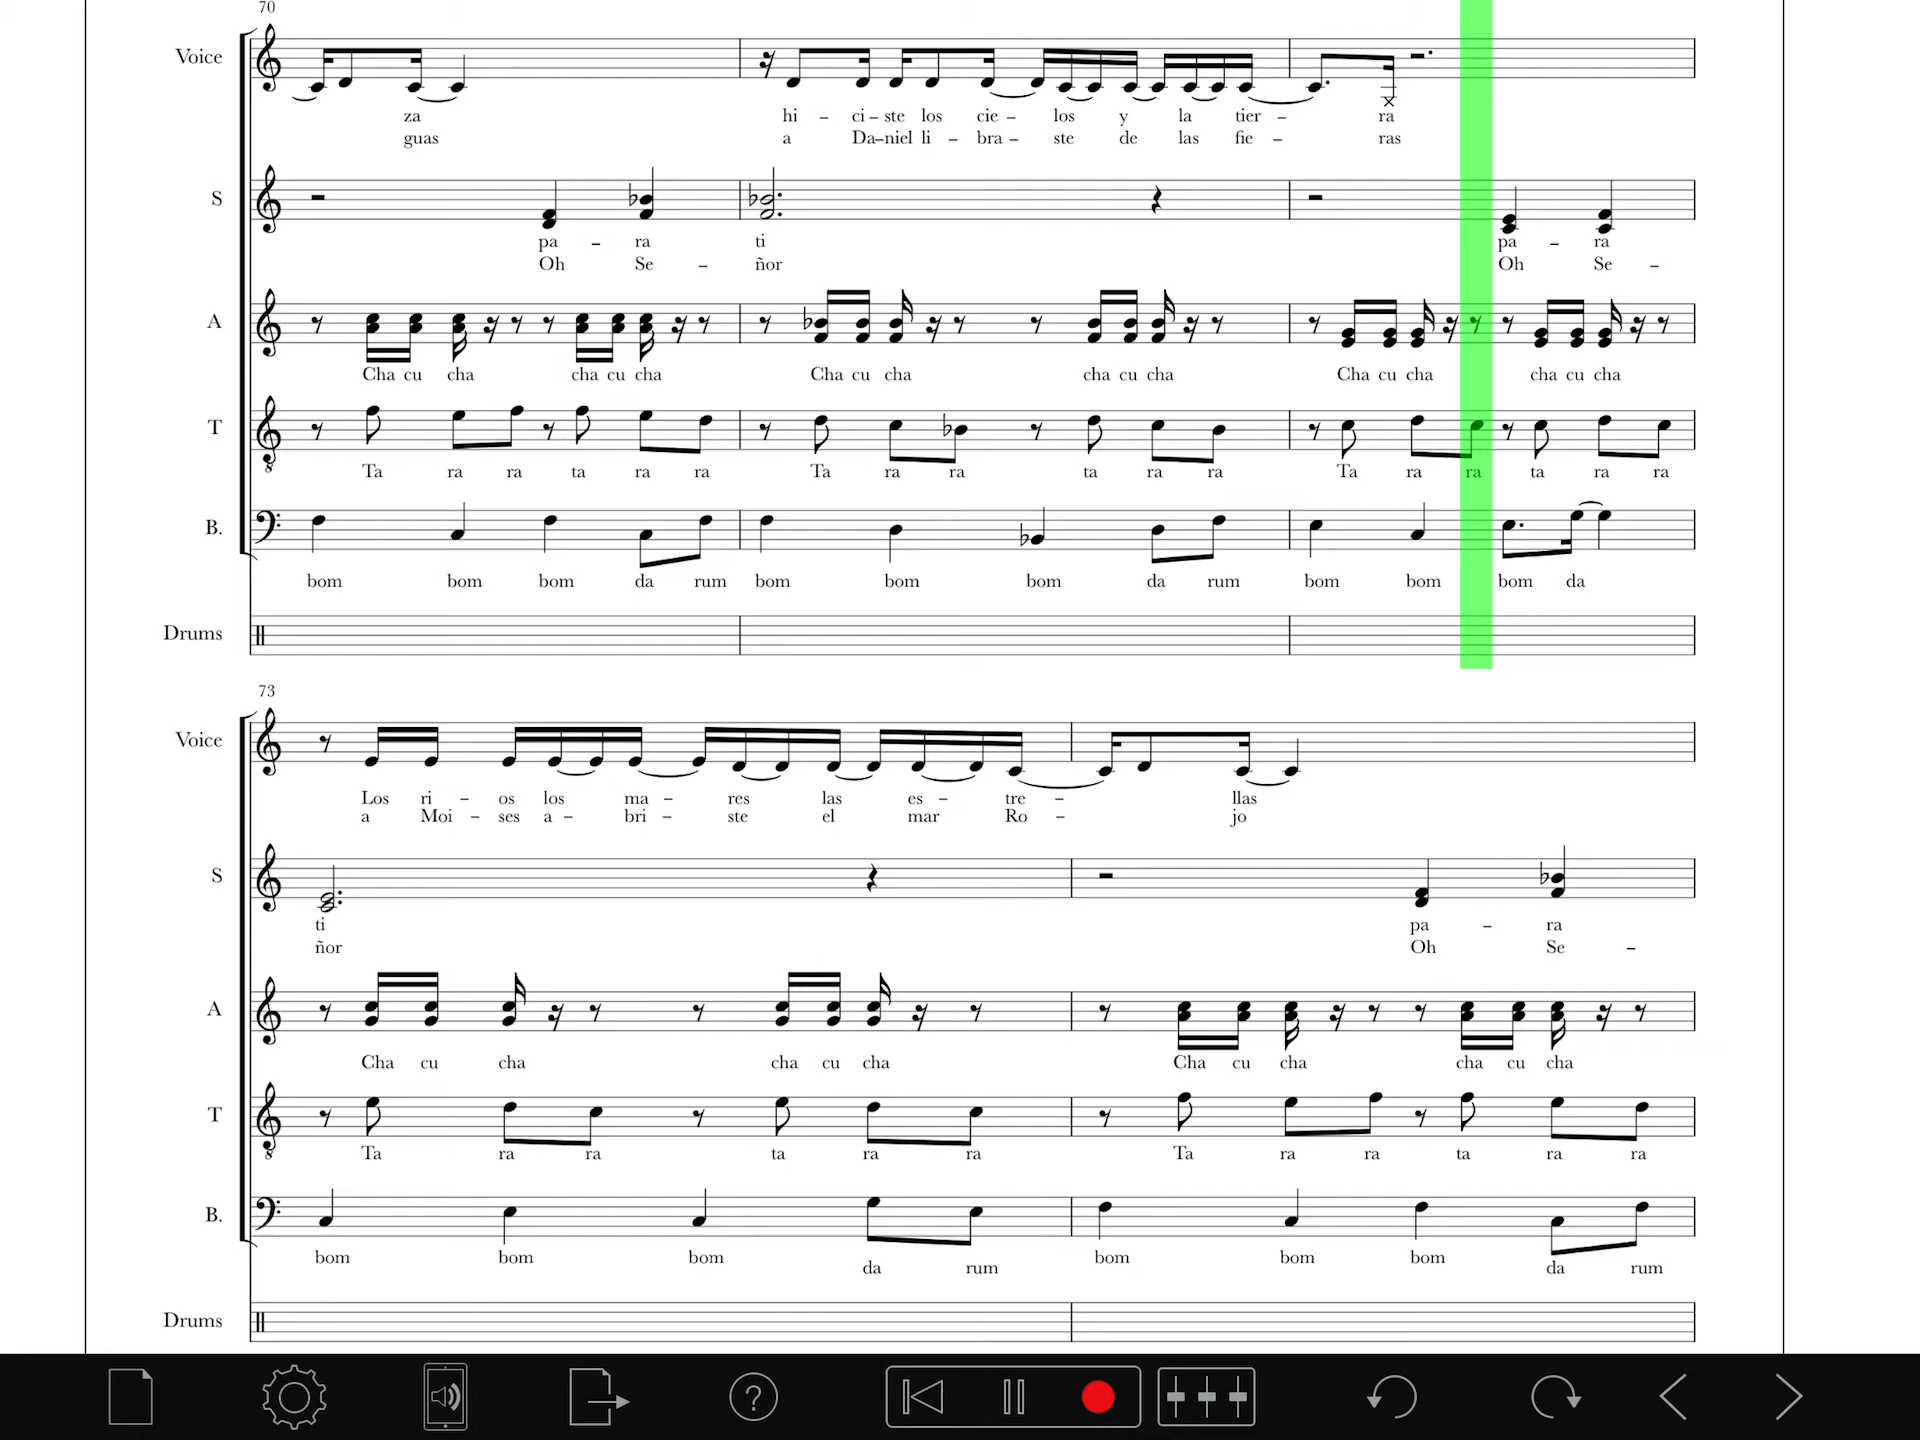 70
Voice
za hi – ci – ste los cie – los y la tier – ra
guas a Da–niel li – bra – ste de las fie – ras
S
pa – ra ti pa – ra
Oh Se – ñor Oh Se –
A
Cha cu cha cha cu cha Cha cu cha cha cu cha Cha cu cha cha cu cha
T
Ta ra ra ta ra ra Ta ra ra ta ra ra Ta ra ra ta ra ra
B.
bom bom bom da rum bom bom bom da rum bom bom bom da
Drums
73
Voice
Los ri – os los ma – res las es – tre – llas
a Moi – ses a – bri – ste el mar Ro – jo
S
ti pa – ra
ñor Oh Se –
A
Cha cu cha cha cu cha Cha cu cha cha cu cha
T
Ta ra ra ta ra ra Ta ra ra ta ra ra
B.
bom bom bom da rum bom bom bom da rum
Drums
?